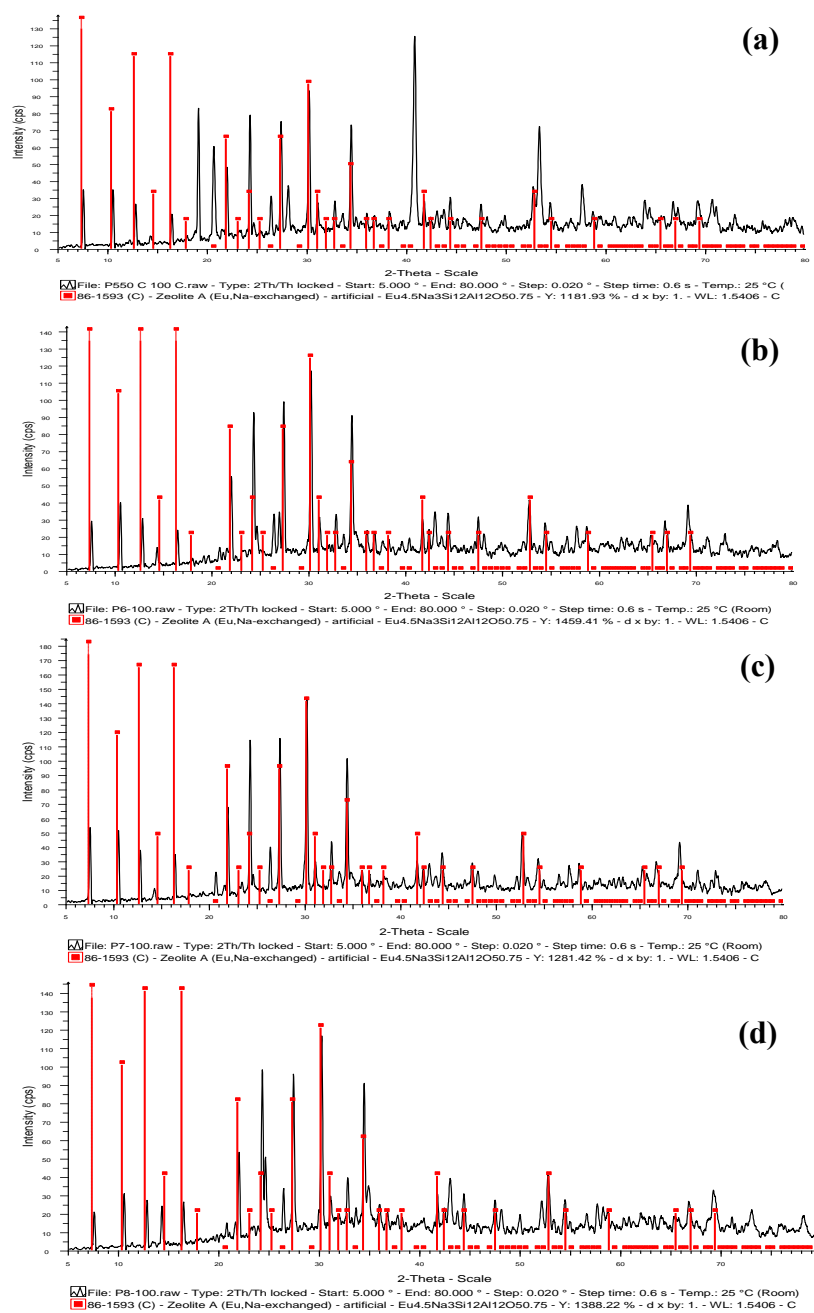 (a)
Intensity (cps)
130
120
110
100
90
80
70
60
50
40
30
20
10
0
5 10 20 30 40 50 60 70 80
2-Theta - Scale
File: P550 C 100 C.raw - Type: 2Th/Th locked - Start: 5.000 ° - End: 80.000 ° - Step: 0.020 ° - Step time: 0.6 s - Temp.: 25 °C (
86-1593 (C) - Zeolite A (Eu,Na-exchanged) - artificial - Eu4.5Na3Si12Al12O50.75 - Y: 1181.93 % - d x by: 1. - WL: 1.5406 - C
(b)
Intensity (cps)
140
130
120
110
100
90
80
70
60
50
40
30
20
10
0
5 10 20 30 40 50 60 70 80
2-Theta - Scale
File: P6-100.raw - Type: 2Th/Th locked - Start: 5.000 ° - End: 80.000 ° - Step: 0.020 ° - Step time: 0.6 s - Temp.: 25 °C (Room)
86-1593 (C) - Zeolite A (Eu,Na-exchanged) - artificial - Eu4.5Na3Si12Al12O50.75 - Y: 1459.41 % - d x by: 1. - WL: 1.5406 - C
(c)
Intensity (cps)
180
170
160
150
140
130
120
110
100
90
80
70
60
50
40
30
20
10
0
5 10 20 30 40 50 60 70 80
2-Theta - Scale
File: P7-100.raw - Type: 2Th/Th locked - Start: 5.000 ° - End: 80.000 ° - Step: 0.020 ° - Step time: 0.6 s - Temp.: 25 °C (Room)
86-1593 (C) - Zeolite A (Eu,Na-exchanged) - artificial - Eu4.5Na3Si12Al12O50.75 - Y: 1281.42 % - d x by: 1. - WL: 1.5406 - C
(d)
Intensity (cps)
140
130
120
110
100
90
80
70
60
50
40
30
20
10
0
5 10 20 30 40 50 60 70
2-Theta - Scale
File: P8-100.raw - Type: 2Th/Th locked - Start: 5.000 ° - End: 80.000 ° - Step: 0.020 ° - Step time: 0.6 s - Temp.: 25 °C (Room)
86-1593 (C) - Zeolite A (Eu,Na-exchanged) - artificial - Eu4.5Na3Si12Al12O50.75 - Y: 1388.22 % - d x by: 1. - WL: 1.5406 - C